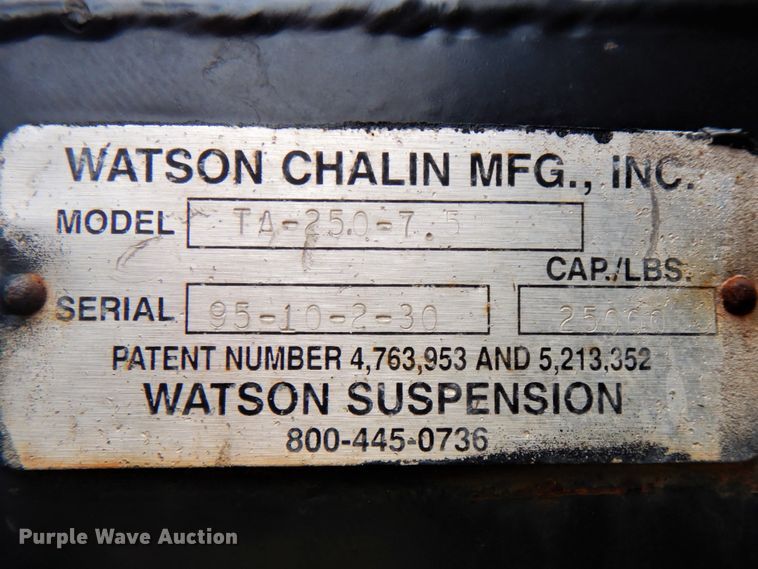 WATSON CHALIN MFG., INC.
MODEL TA-250-7.5
CAP./LBS.
SERIAL 95-10-2-30 25000
PATENT NUMBER 4,763,953 AND 5,213,352
WATSON SUSPENSION
800-445-0736
Purple Wave Auction